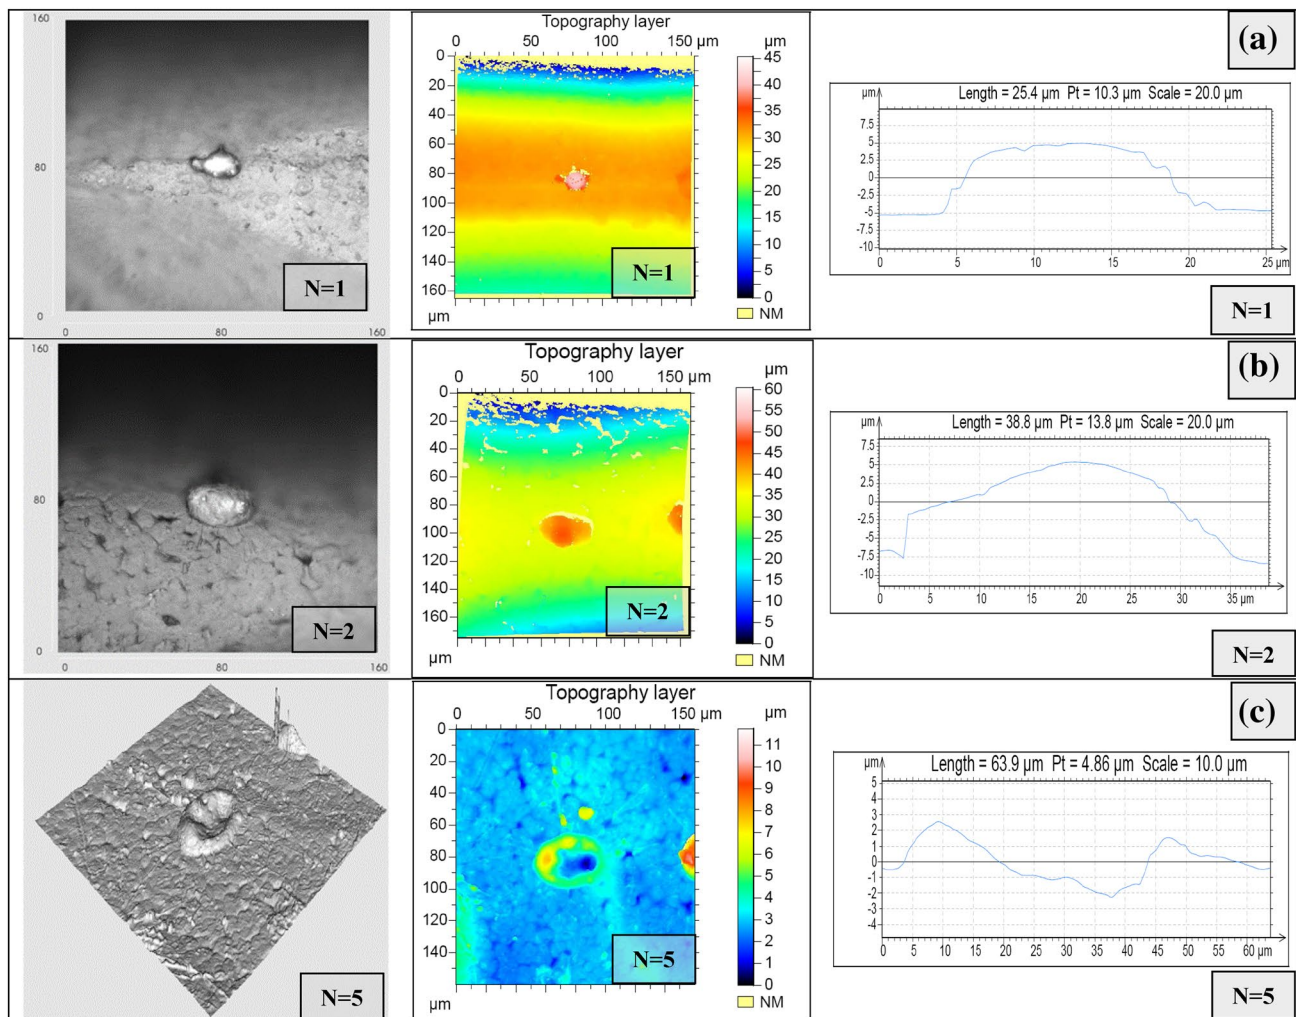 160
80
0
0 80 160
N=1
Topography layer
0 50 100 150 µm
0
20
40
60
80
100
120
140
160
µm
µm
45
40
35
30
25
20
15
10
5
0
NM
N=1
(a)
Length = 25.4 µm Pt = 10.3 µm Scale = 20.0 µm
µm
7.5
5
2.5
0
-2.5
-5
-7.5
-10
0 5 10 15 20 25 µm
N=1
160
80
0
0 80 160
N=2
Topography layer
0 50 100 150 µm
0
20
40
60
80
100
120
140
160
µm
µm
60
55
50
45
40
35
30
25
20
15
10
5
0
NM
N=2
(b)
Length = 38.8 µm Pt = 13.8 µm Scale = 20.0 µm
µm
7.5
5
2.5
0
-2.5
-5
-7.5
-10
0 5 10 15 20 25 30 35 µm
N=2
N=5
Topography layer
0 50 100 150 µm
0
20
40
60
80
100
120
140
µm
µm
11
10
9
8
7
6
5
4
3
2
1
0
NM
N=5
(c)
Length = 63.9 µm Pt = 4.86 µm Scale = 10.0 µm
µm
5
4
3
2
1
0
-1
-2
-3
-4
0 5 10 15 20 25 30 35 40 45 50 55 60 µm
N=5